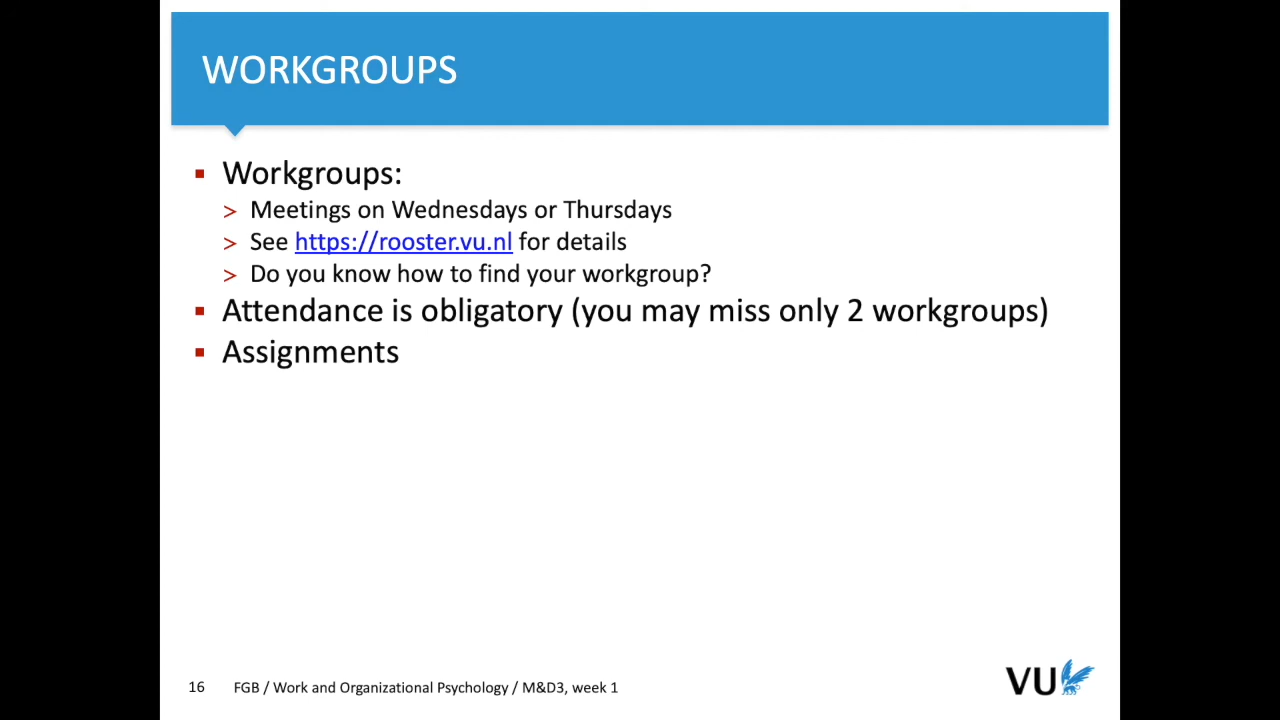 WORKGROUPS
▪ Workgroups:
> Meetings on Wednesdays or Thursdays
> See https://rooster.vu.nl for details
> Do you know how to find your workgroup?
▪ Attendance is obligatory (you may miss only 2 workgroups)
▪ Assignments
16 FGB / Work and Organizational Psychology / M&D3, week 1
VU